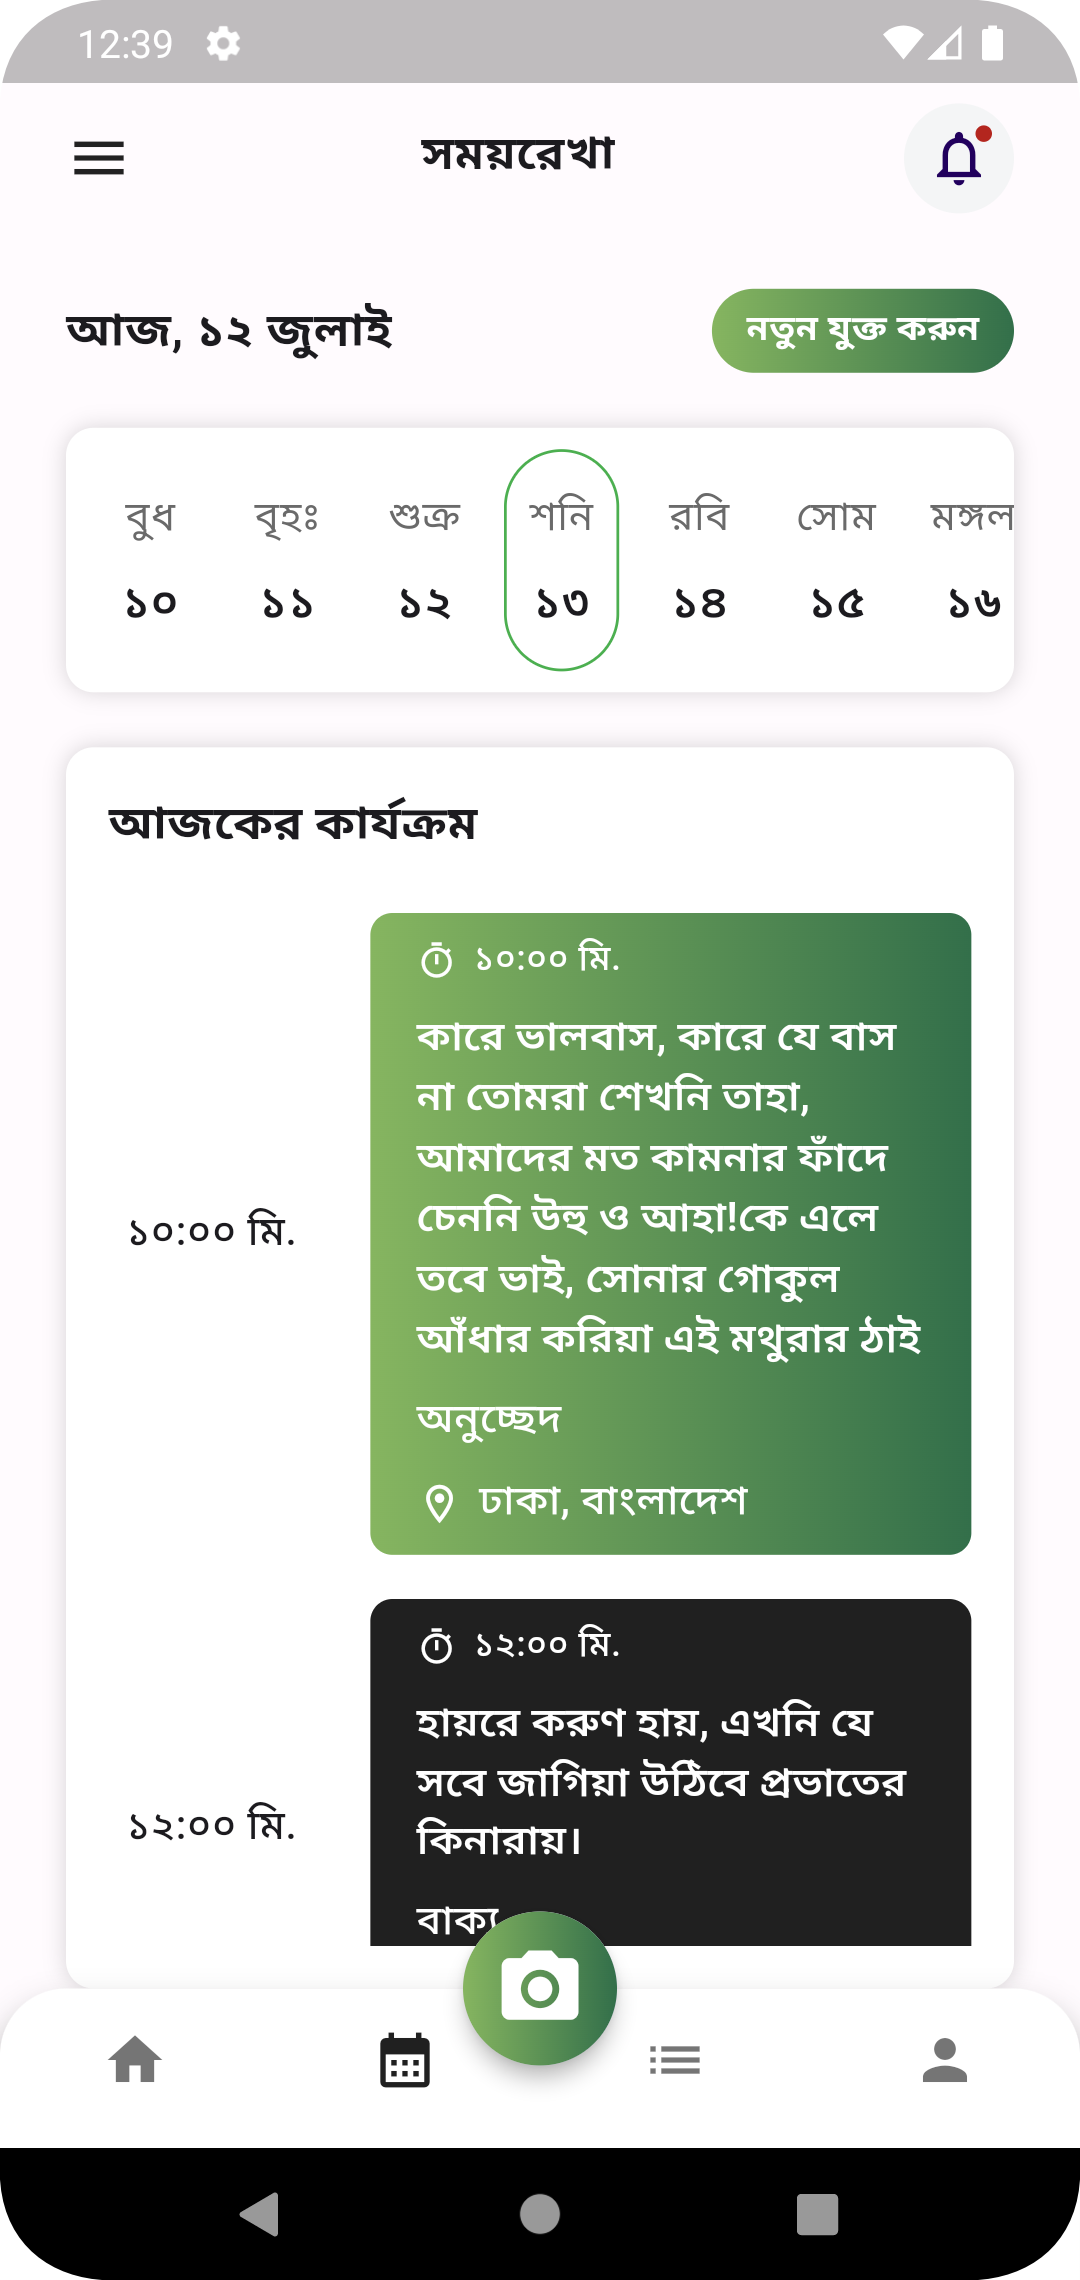 12:39
সময়রেখা
আজ, ১২ জুলাই
নতুন যুক্ত করুন
বুধ বৃহঃ শুক্র শনি রবি সোম মঙ্গল
১০ ১১ ১২ ১৩ ১৪ ১৫ ১৬
আজকের কার্যক্রম
১০:০০ মি.
কারে ভালবাস, কারে যে বাস
না তোমরা শেখনি তাহা,
আমাদের মত কামনার ফাঁদে
চেননি উহু ও আহা!কে এলে
১০:০০ মি.
তবে ভাই, সোনার গোকুল
আঁধার করিয়া এই মথুরার ঠাই
অনুচ্ছেদ
ঢাকা, বাংলাদেশ
১২:০০ মি.
হায়রে করুণ হায়, এখনি যে
সবে জাগিয়া উঠিবে প্রভাতের
১২:০০ মি.
কিনারায়।
বাক্য